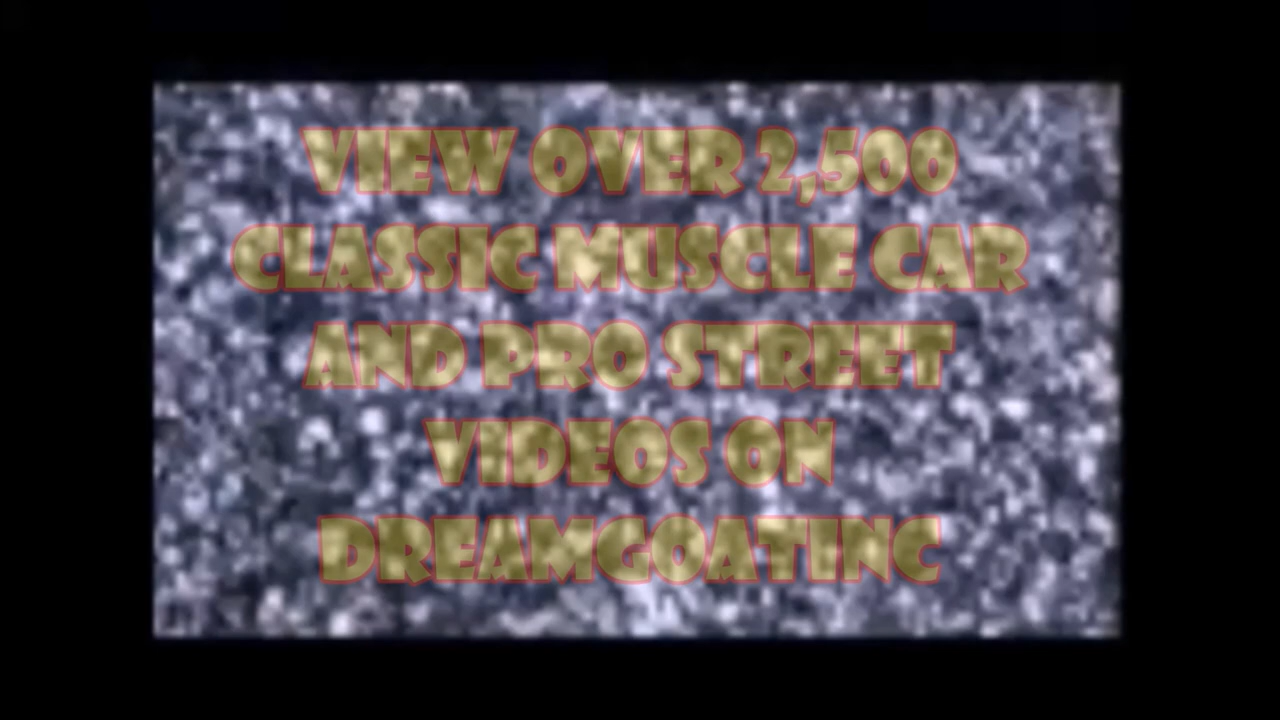 VIEW OVER 2,500
CLASSIC MUSCLE CAR
AND PRO STREET
VIDEOS ON
DREAMGOATINC